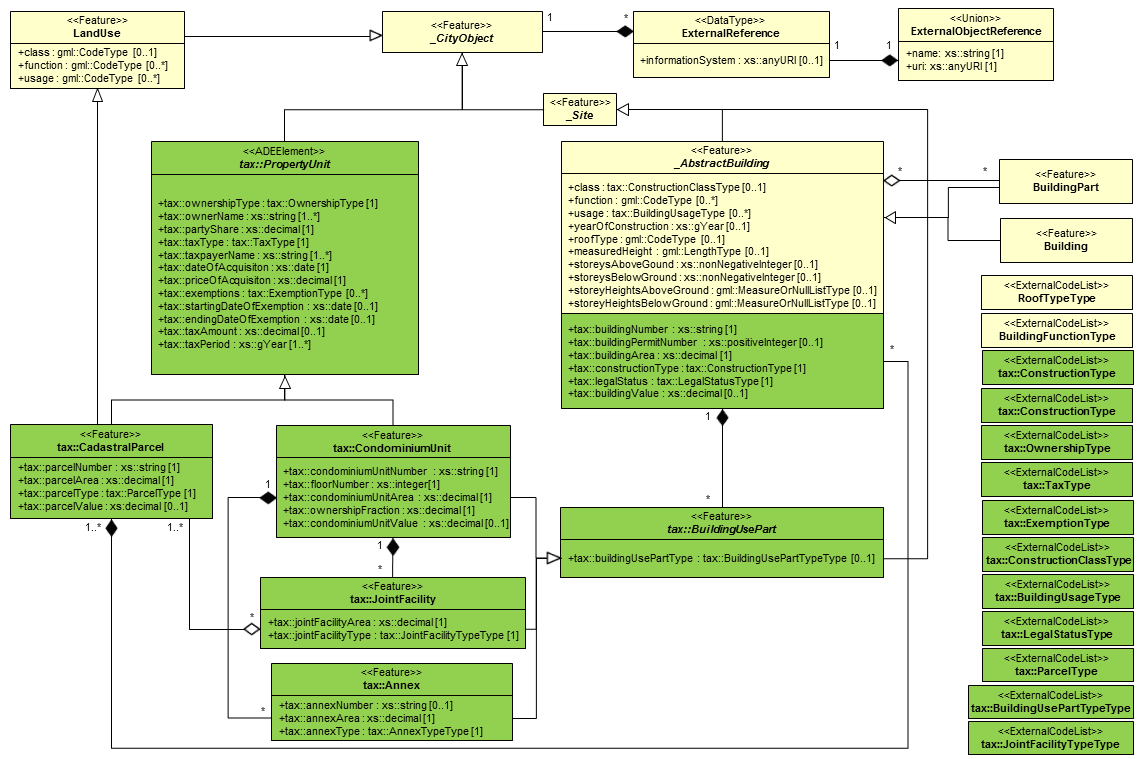 <<Feature>>
LandUse
+class : gml::CodeType [0..1]
+function : gml::CodeType [0..*]
+usage : gml::CodeType [0..*]
<<Feature>>
_CityObject
1
*
<<DataType>>
ExternalReference
+informationSystem : xs::anyURI [0..1]
1
1
<<Union>>
ExternalObjectReference
+name: xs::string [1]
+uri: xs::anyURI [1]
<<Feature>>
_Site
<<ADEElement>>
tax::PropertyUnit
+tax::ownershipType : tax::OwnershipType [1]
+tax::ownerName : xs::string [1..*]
+tax::partyShare : xs::decimal [1]
+tax::taxType : tax::TaxType [1]
+tax::taxpayerName : xs::string [1..*]
+tax::dateOfAcquisiton : xs::date [1]
+tax::priceOfAcquisiton : xs::decimal [1]
+tax::exemptions : tax::ExemptionType [0..*]
+tax::startingDateOfExemption : xs::date [0..1]
+tax::endingDateOfExemption : xs::date [0..1]
+tax::taxAmount : xs::decimal [0..1]
+tax::taxPeriod : xs::gYear [1..*]
<<Feature>>
_AbstractBuilding
+class : tax::ConstructionClassType [0..1]
+function : gml::CodeType [0..*]
+usage : tax::BuildingUsageType [0..*]
+yearOfConstruction : xs::gYear [0..1]
+roofType : gml::CodeType [0..1]
+measuredHeight : gml::LengthType [0..1]
+storeysAboveGound : xs::nonNegativeInteger [0..1]
+storeysBelowGround : xs::nonNegativeInteger [0..1]
+storeyHeightsAboveGround : gml::MeasureOrNullListType [0..1]
+storeyHeightsBelowGround : gml::MeasureOrNullListType [0..1]
+tax::buildingNumber : xs::string [1]
+tax::buildingPermitNumber : xs::positiveInteger [0..1]
+tax::buildingArea : xs::decimal [1]
+tax::constructionType : tax::ConstructionType [1]
+tax::legalStatus : tax::LegalStatusType [1]
+tax::buildingValue : xs::decimal [0..1]
*
*
<<Feature>>
BuildingPart
<<Feature>>
Building
*
1
*
<<Feature>>
tax::CadastralParcel
+tax::parcelNumber : xs::string [1]
+tax::parcelArea : xs::decimal [1]
+tax::parcelType : tax::ParcelType [1]
+tax::parcelValue : xs::decimal [0..1]
1..*
1..*
<<Feature>>
tax::CondominiumUnit
+tax::condominiumUnitNumber : xs::string [1]
+tax::floorNumber : xs::integer[1]
+tax::condominiumUnitArea : xs::decimal [1]
+tax::ownershipFraction : xs::decimal [1]
+tax::condominiumUnitValue : xs::decimal [0..1]
1
1
*
<<Feature>>
tax::BuildingUsePart
+tax::buildingUsePartType : tax::BuildingUsePartTypeType [0..1]
<<Feature>>
tax::JointFacility
+tax::jointFacilityArea : xs::decimal [1]
+tax::jointFacilityType : tax::JointFacilityTypeType [1]
*
<<Feature>>
tax::Annex
+tax::annexNumber : xs::string [0..1]
+tax::annexArea : xs::decimal [1]
+tax::annexType : tax::AnnexTypeType [1]
*
<<ExternalCodeList>>
RoofTypeType
<<ExternalCodeList>>
BuildingFunctionType
<<ExternalCodeList>>
tax::ConstructionType
<<ExternalCodeList>>
tax::ConstructionType
<<ExternalCodeList>>
tax::OwnershipType
<<ExternalCodeList>>
tax::TaxType
<<ExternalCodeList>>
tax::ExemptionType
<<ExternalCodeList>>
tax::ConstructionClassType
<<ExternalCodeList>>
tax::BuildingUsageType
<<ExternalCodeList>>
tax::LegalStatusType
<<ExternalCodeList>>
tax::ParcelType
<<ExternalCodeList>>
tax::BuildingUsePartTypeType
<<ExternalCodeList>>
tax::JointFacilityTypeType